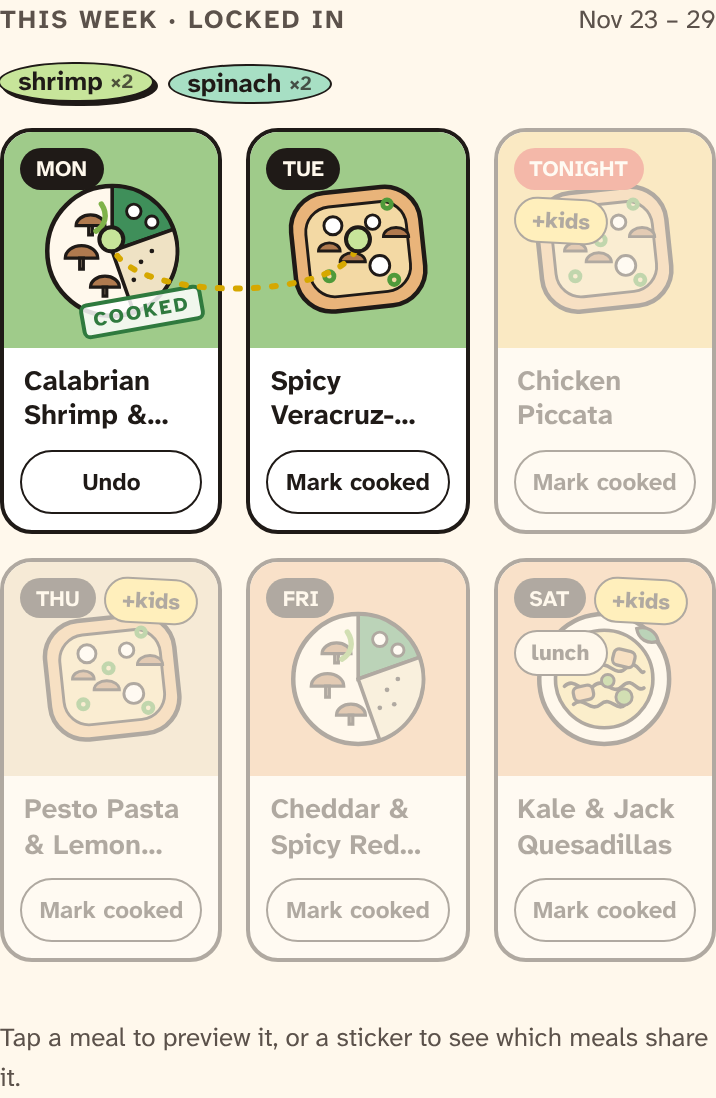 THIS WEEK · LOCKED IN
Nov 23 – 29
shrimp ×2
spinach ×2
MON
COOKED
Calabrian
Shrimp &...
Undo
TUE
Spicy
Veracruz-...
Mark cooked
TONIGHT
+kids
Chicken
Piccata
Mark cooked
THU
+kids
Pesto Pasta
& Lemon...
Mark cooked
FRI
Cheddar &
Spicy Red...
Mark cooked
SAT
+kids
lunch
Kale & Jack
Quesadillas
Mark cooked
Tap a meal to preview it, or a sticker to see which meals share
it.